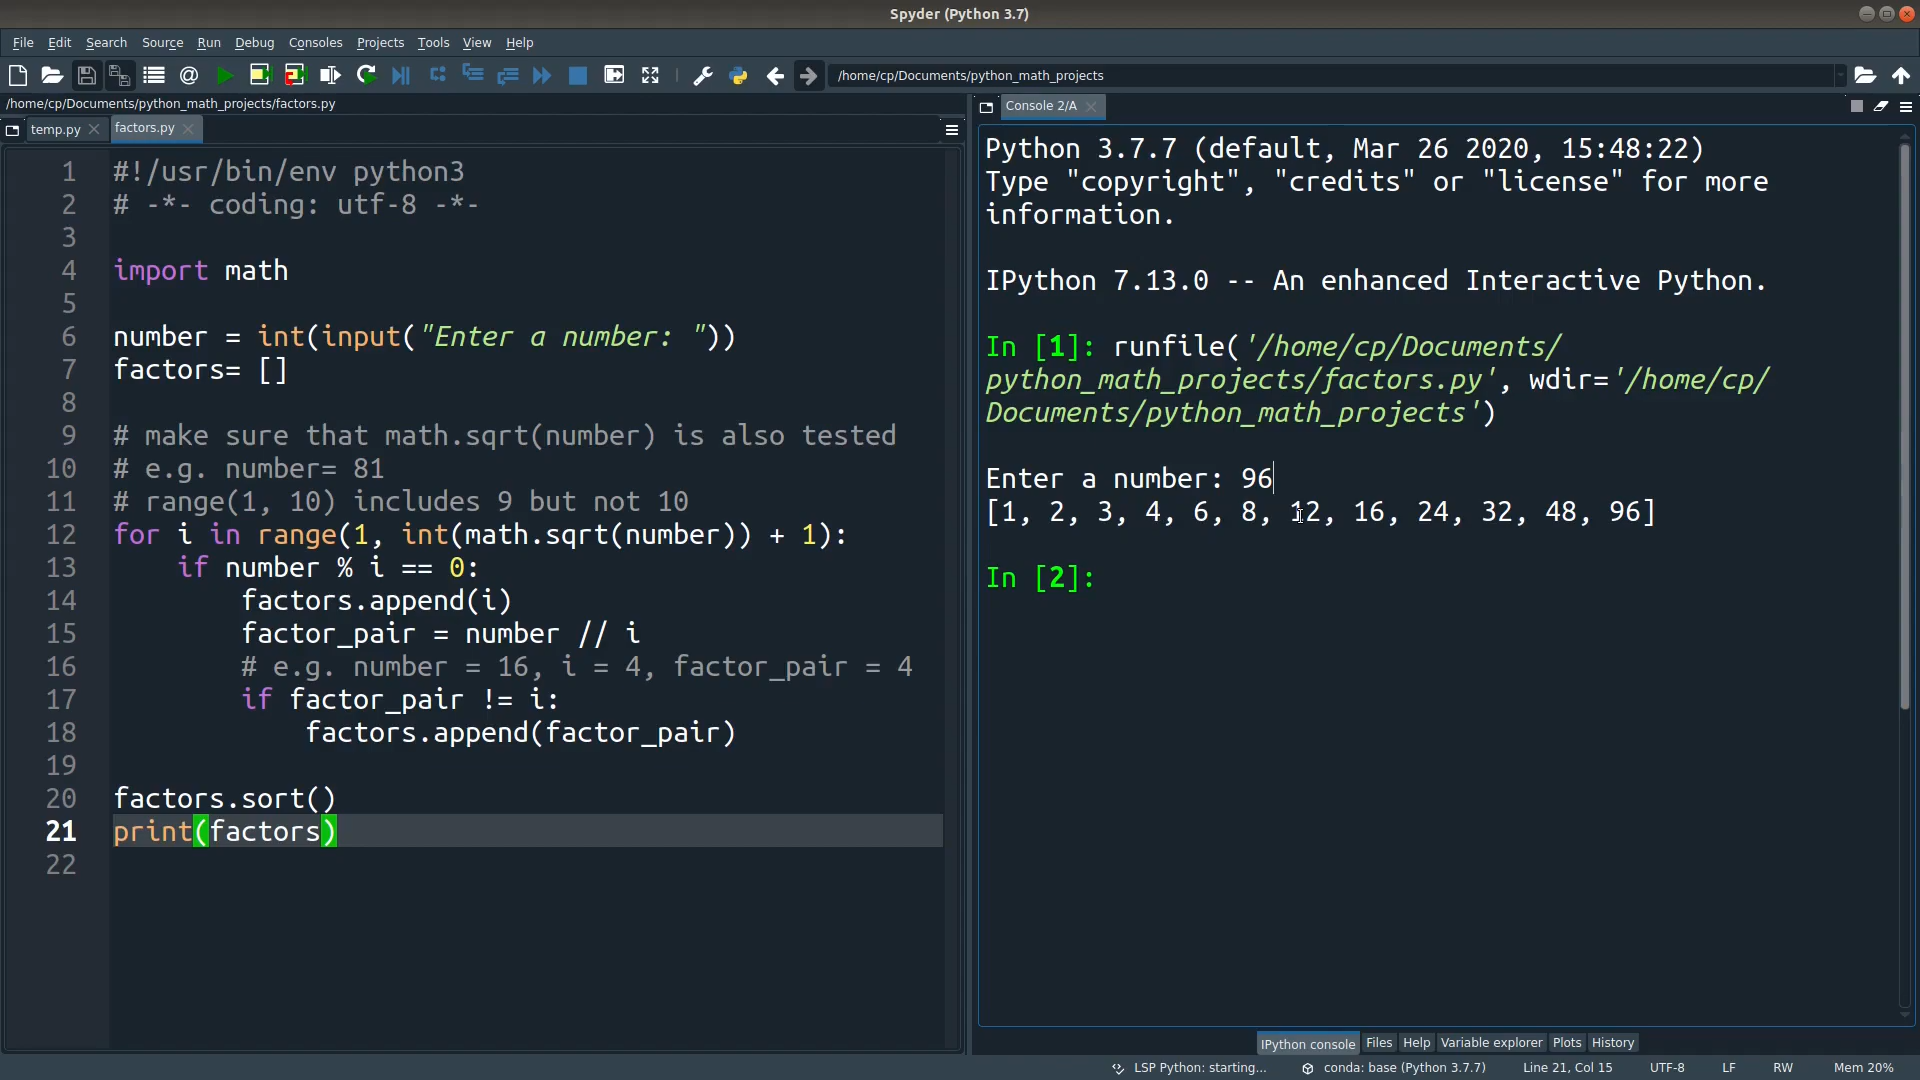 Spyder (Python 3.7)
File Edit Search Source Run Debug Consoles Projects Tools View Help
/home/cp/Documents/python_math_projects
/home/cp/Documents/python_math_projects/factors.py
temp.py factors.py
1 #!/usr/bin/env python3
2 # -*- coding: utf-8 -*-
3
4 import math
5
6 number = int(input("Enter a number: "))
7 factors= []
8
9 # make sure that math.sqrt(number) is also tested
10 # e.g. number= 81
11 # range(1, 10) includes 9 but not 10
12 for i in range(1, int(math.sqrt(number)) + 1):
13     if number % i == 0:
14         factors.append(i)
15         factor_pair = number // i
16         # e.g. number = 16, i = 4, factor_pair = 4
17         if factor_pair != i:
18             factors.append(factor_pair)
19
20 factors.sort()
21 print(factors)
22
Console 2/A
Python 3.7.7 (default, Mar 26 2020, 15:48:22)
Type "copyright", "credits" or "license" for more
information.
IPython 7.13.0 -- An enhanced Interactive Python.
In [1]: runfile('/home/cp/Documents/
python_math_projects/factors.py', wdir='/home/cp/
Documents/python_math_projects')
Enter a number: 96
[1, 2, 3, 4, 6, 8, 12, 16, 24, 32, 48, 96]
In [2]:
IPython console Files Help Variable explorer Plots History
LSP Python: starting... conda: base (Python 3.7.7) Line 21, Col 15 UTF-8 LF RW Mem 20%